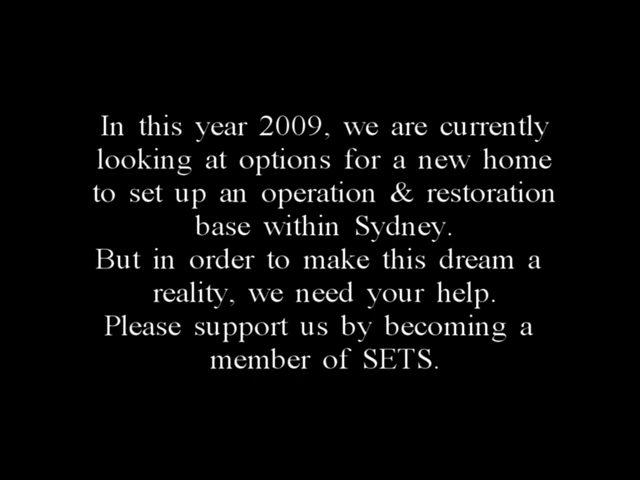 In this year 2009, we are currently
looking at options for a new home
to set up an operation & restoration
base within Sydney.
But in order to make this dream a
reality, we need your help.
Please support us by becoming a
member of SETS.